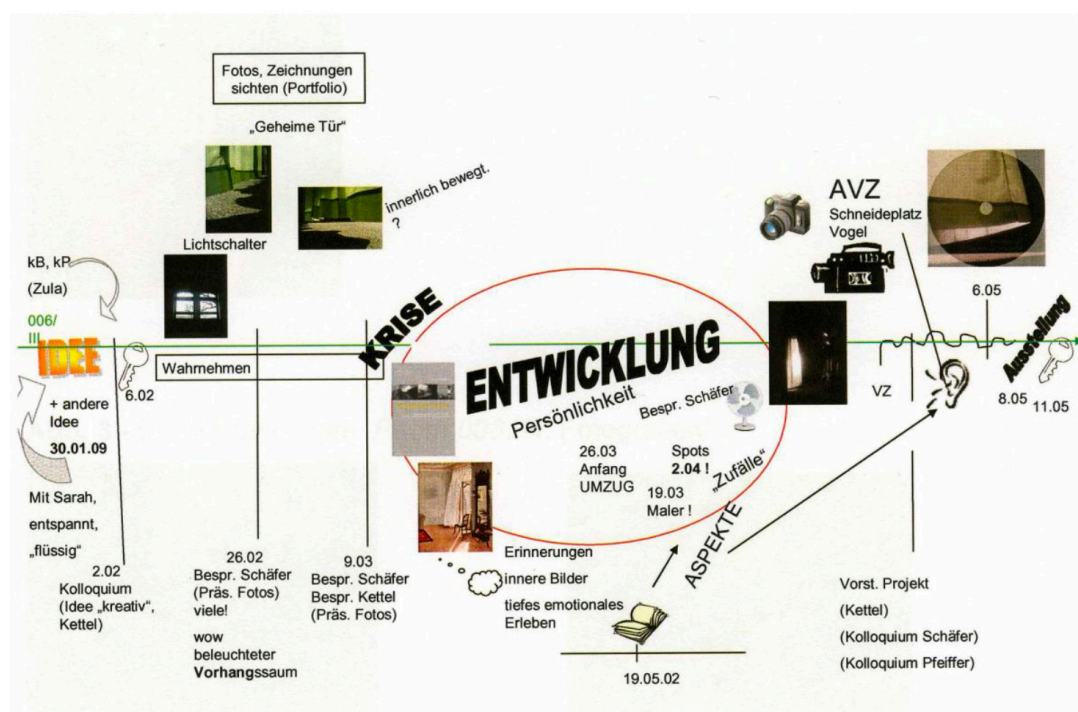 Fotos, Zeichnungen
sichten (Portfolio)
„Geheime Tür“
innerlich bewegt.
?
Lichtschalter
kB, kP
(Zula)
006/
III
IDEE
6.02
Wahrnehmen
+ andere
Idee
30.01.09
Mit Sarah,
entspannt,
„flüssig“
2.02
Kolloquium
(Idee „kreativ“,
Kettel)
26.02
Bespr. Schäfer
(Präs. Fotos)
viele!
wow
beleuchteter
Vorhangssaum
9.03
Bespr. Schäfer
Bespr. Kettel
(Präs. Fotos)
KRISE
ENTWICKLUNG
Persönlichkeit
Bespr. Schäfer
26.03
Anfang
UMZUG
Spots
2.04 !
19.03
Maler !
„Zufälle“
ASPEKTE
Erinnerungen
innere Bilder
tiefes emotionales
Erleben
19.05.02
AVZ
Schneideplatz
Vogel
VZ
6.05
Ausstellung
8.05
11.05
Vorst. Projekt
(Kettel)
(Kolloquium Schäfer)
(Kolloquium Pfeiffer)